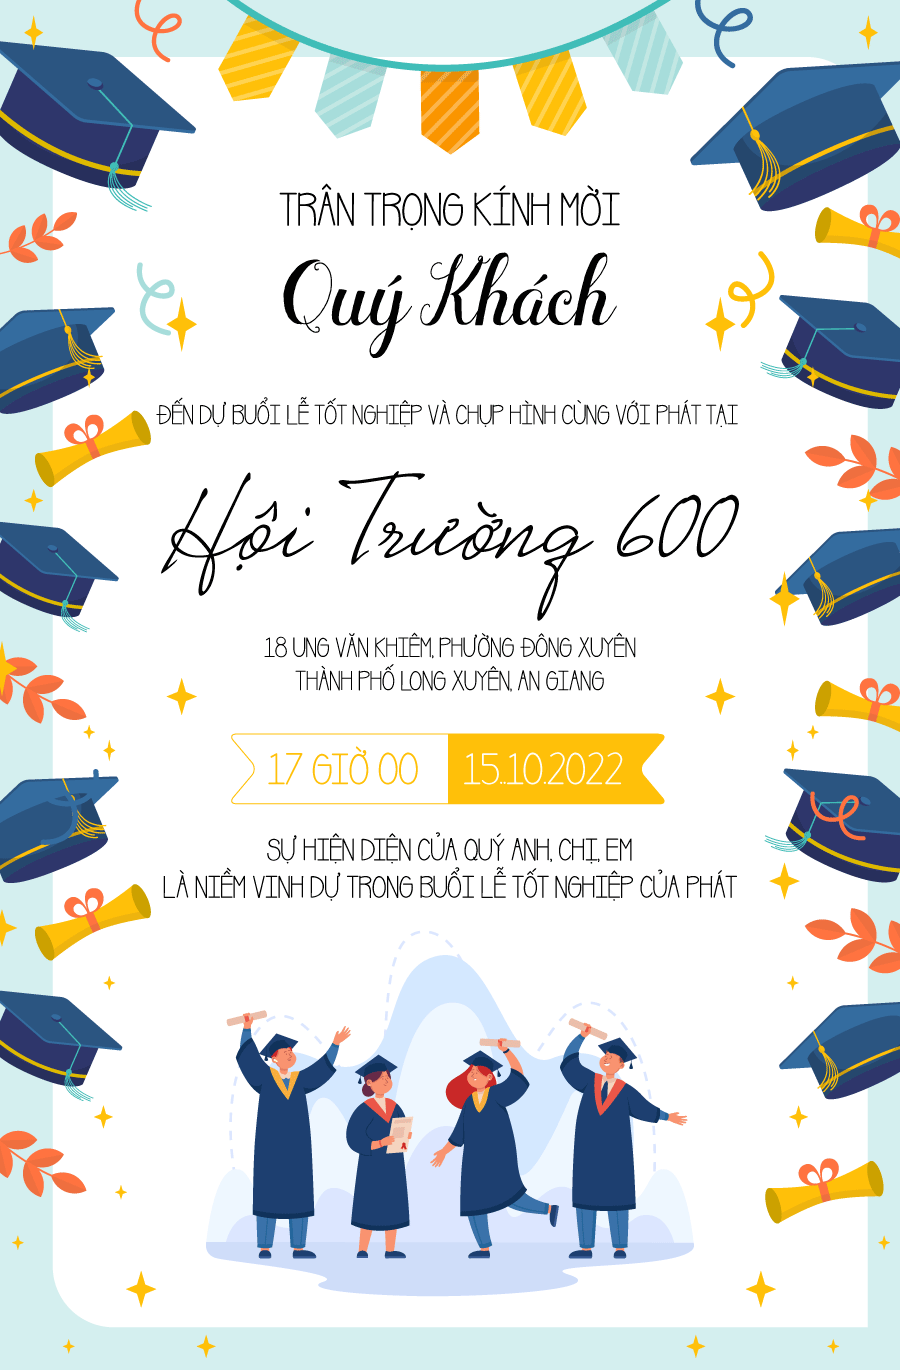 TRÂN TRỌNG KÍNH MỜI
Quý Khách
ĐẾN DỰ BUỔI LỄ TỐT NGHIỆP VÀ CHỤP HÌNH CÙNG VỚI PHÁT TẠI
Hội Trường 600
18 UNG VĂN KHIÊM, PHƯỜNG ĐÔNG XUYÊN
THÀNH PHỐ LONG XUYÊN, AN GIANG
17 GIỜ 00 15.10.2022
SỰ HIỆN DIỆN CỦA QUÝ ANH, CHỊ, EM
LÀ NIỀM VINH DỰ TRONG BUỔI LỄ TỐT NGHIỆP CỦA PHÁT